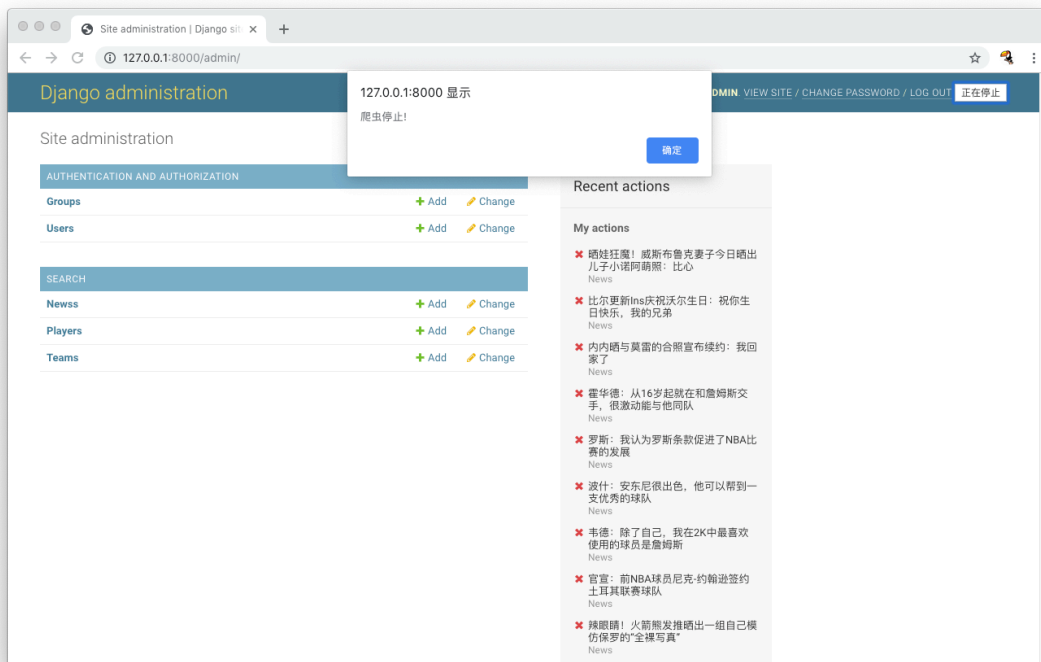 Site administration | Django sit
127.0.0.1:8000/admin/
Django administration
DMIN. VIEW SITE / CHANGE PASSWORD / LOG OUT 正在停止
127.0.0.1:8000 显示
爬虫停止!
确定
Site administration
AUTHENTICATION AND AUTHORIZATION
Groups + Add Change
Users + Add Change
SEARCH
Newss + Add Change
Players + Add Change
Teams + Add Change
Recent actions
My actions
晒娃狂魔！威斯布鲁克妻子今日晒出
儿子小诺阿萌照：比心
News
比尔更新Ins庆祝沃尔生日：祝你生
日快乐，我的兄弟
News
内内晒与莫雷的合照宣布续约：我回
家了
News
霍华德：从16岁起就在和詹姆斯交
手，很激动能与他同队
News
罗斯：我认为罗斯条款促进了NBA比
赛的发展
News
波什：安东尼很出色，他可以帮到一
支优秀的球队
News
韦德：除了自己，我在2K中最喜欢
使用的球员是詹姆斯
News
官宣：前NBA球员尼克·约翰逊签约
土耳其联赛球队
News
辣眼睛！火箭熊发推晒出一组自己模
仿保罗的“全裸写真”
News